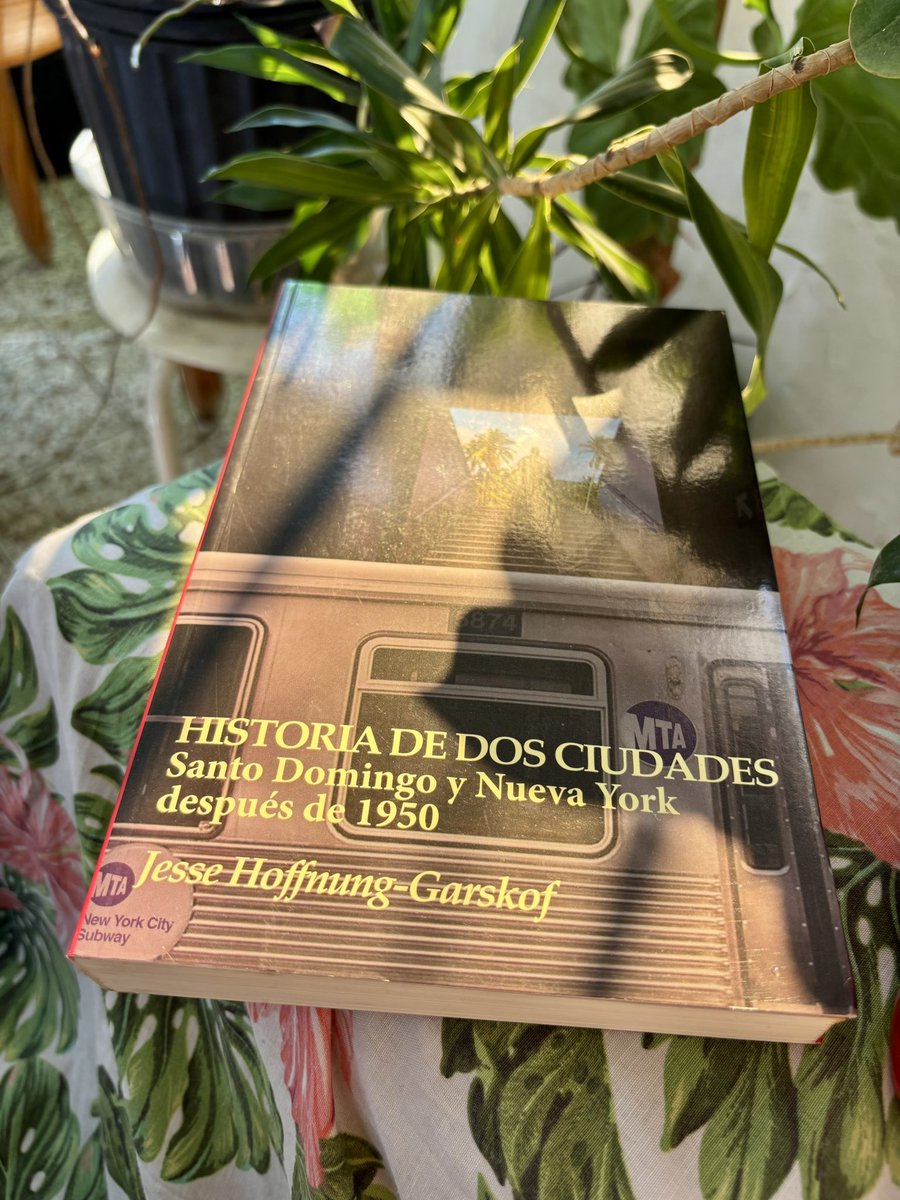 MTA
HISTORIA DE DOS CIUDADES
Santo Domingo y Nueva York
después de 1950
Jesse Hoffnung-Garskof
MTA
New York City
Subway